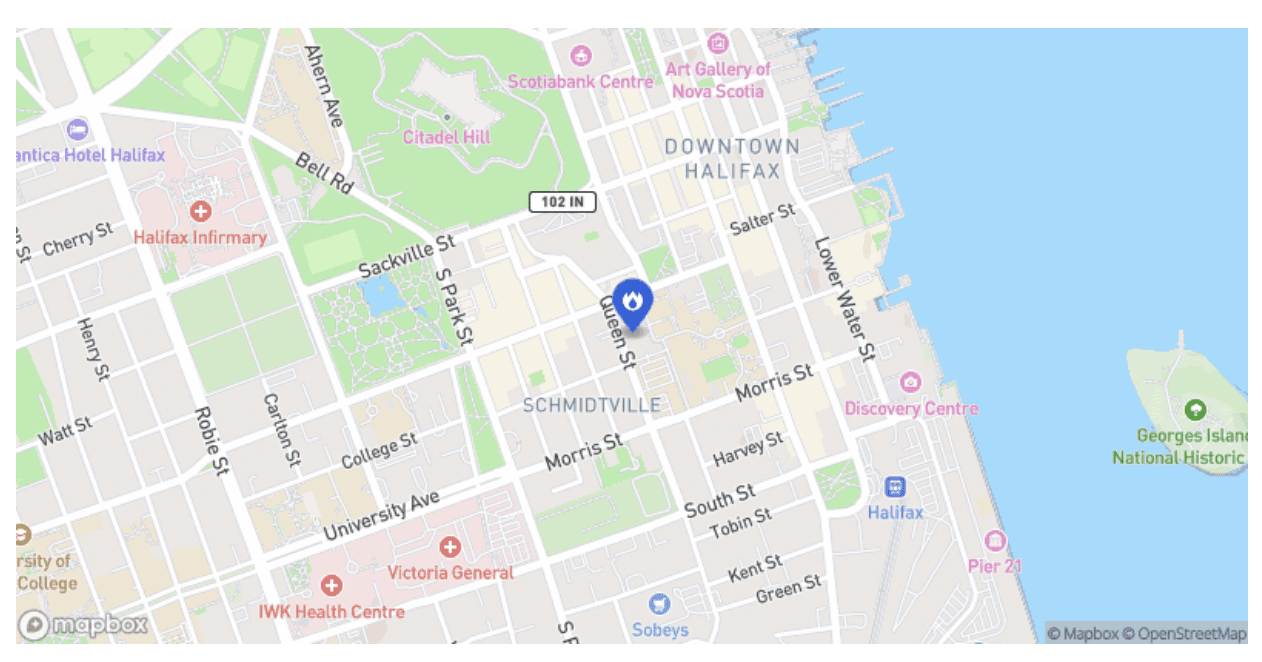 Ahern Ave
Scotiabank Centre
Art Gallery of
Nova Scotia
Citadel Hill
antica Hotel Halifax
DOWNTOWN
HALIFAX
Bell Rd
102 IN
Halifax Infirmary
Cherry St
Salter St
Sackville St
S Park St
Lower Water St
Queen St
Henry St
Morris St
SCHMIDTVILLE
Discovery Centre
Georges Islan
National Historic
Robie St
Carlton St
Watt St
College St
Morris St
Harvey St
University Ave
South St
Tobin St
Halifax
rsity of
College
Victoria General
Pier 21
Kent St
Green St
IWK Health Centre
Sobeys
S P
mapbox
© Mapbox © OpenStreetMap